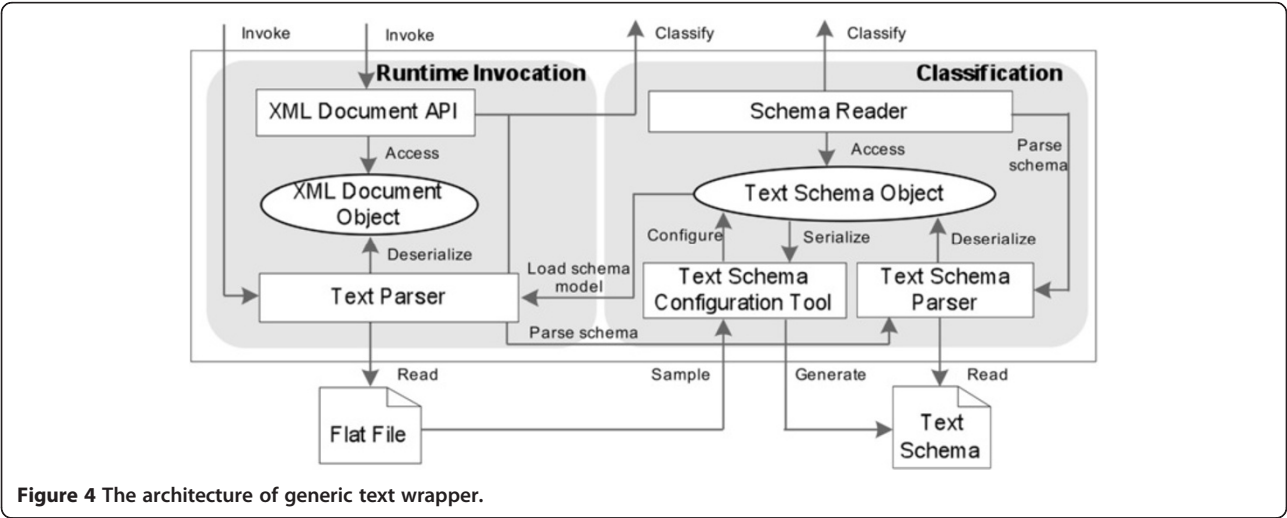 Invoke
Invoke
Classify
Classify
Runtime Invocation
Classification
XML Document API
Schema Reader
Access
Access
Parse
schema
XML Document
Object
Text Schema Object
Configure
Serialize
Deserialize
Deserialize
Load schema
model
Text Parser
Text Schema
Configuration Tool
Text Schema
Parser
Parse schema
Read
Sample
Generate
Read
Flat File
Text
Schema
Figure 4 The architecture of generic text wrapper.